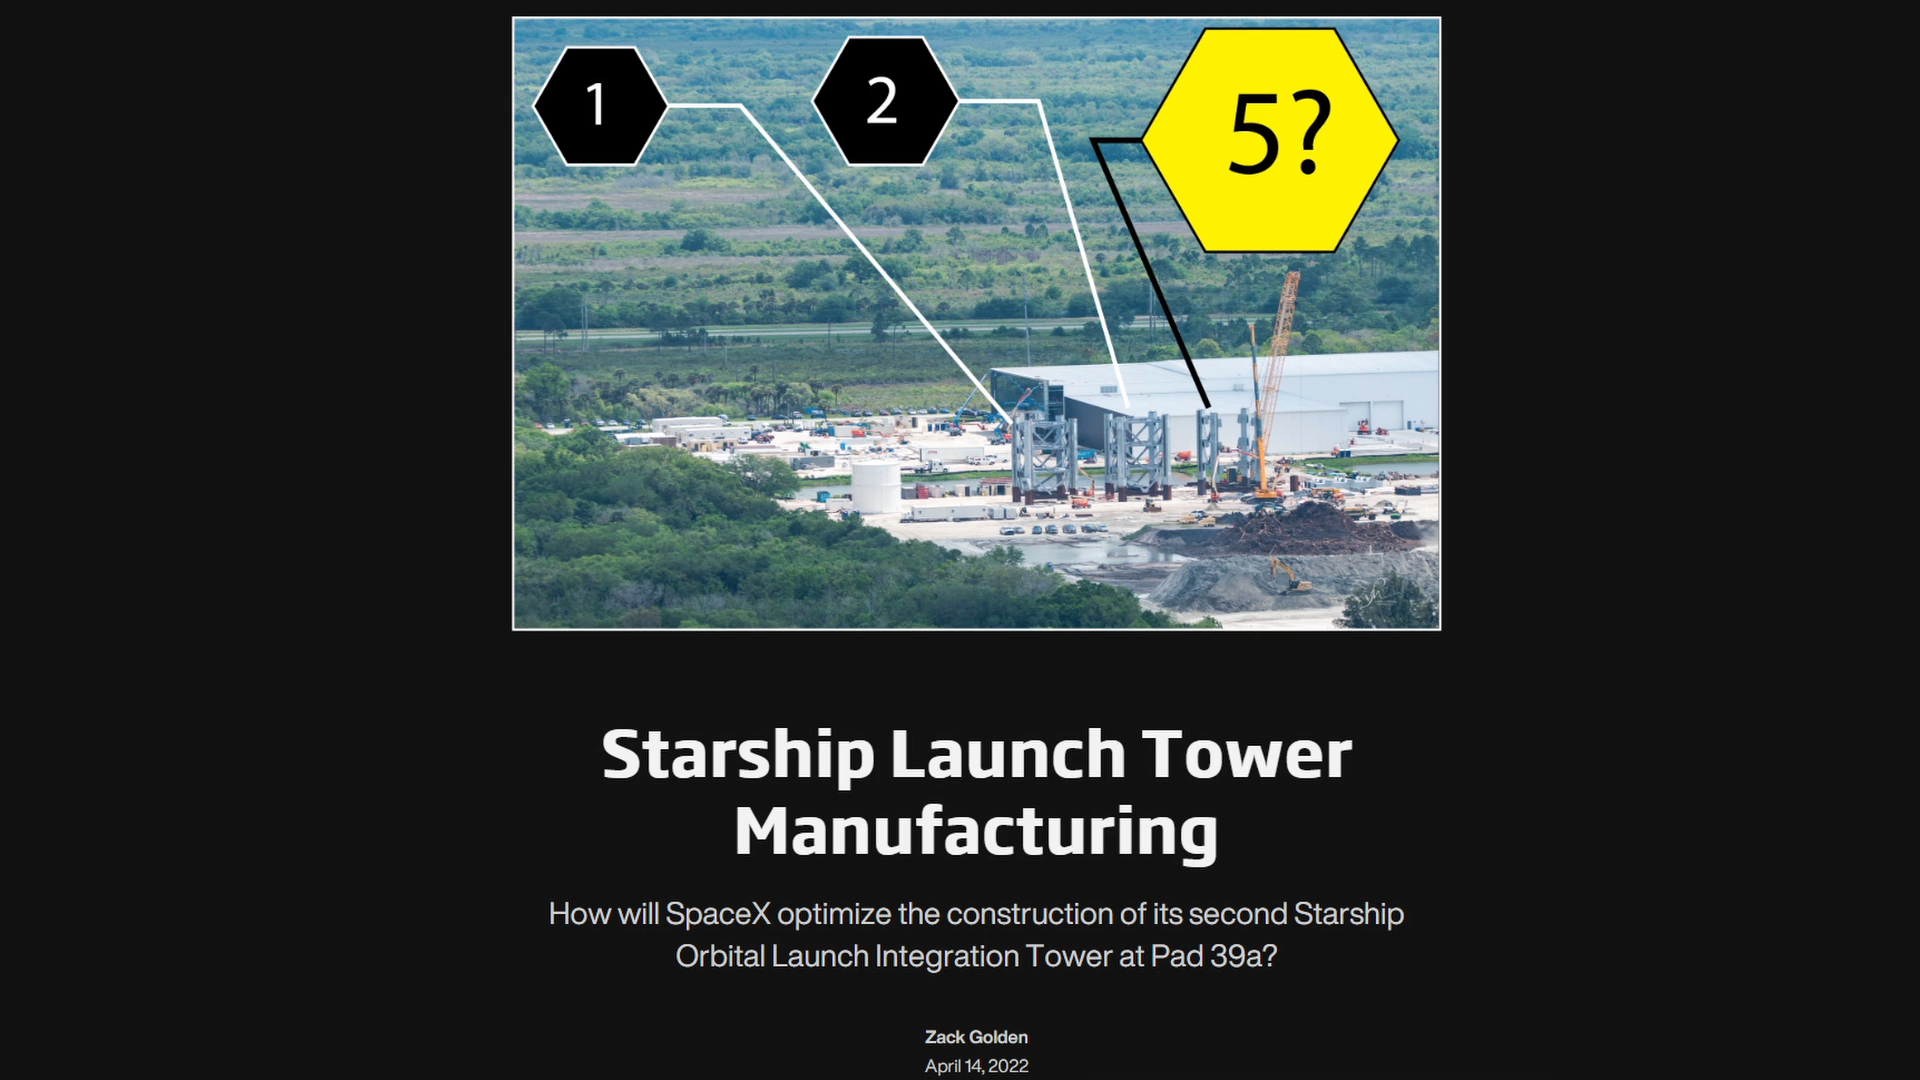 1
2
5?
Starship Launch Tower
Manufacturing
How will SpaceX optimize the construction of its second Starship
Orbital Launch Integration Tower at Pad 39a?
Zack Golden
April 14, 2022